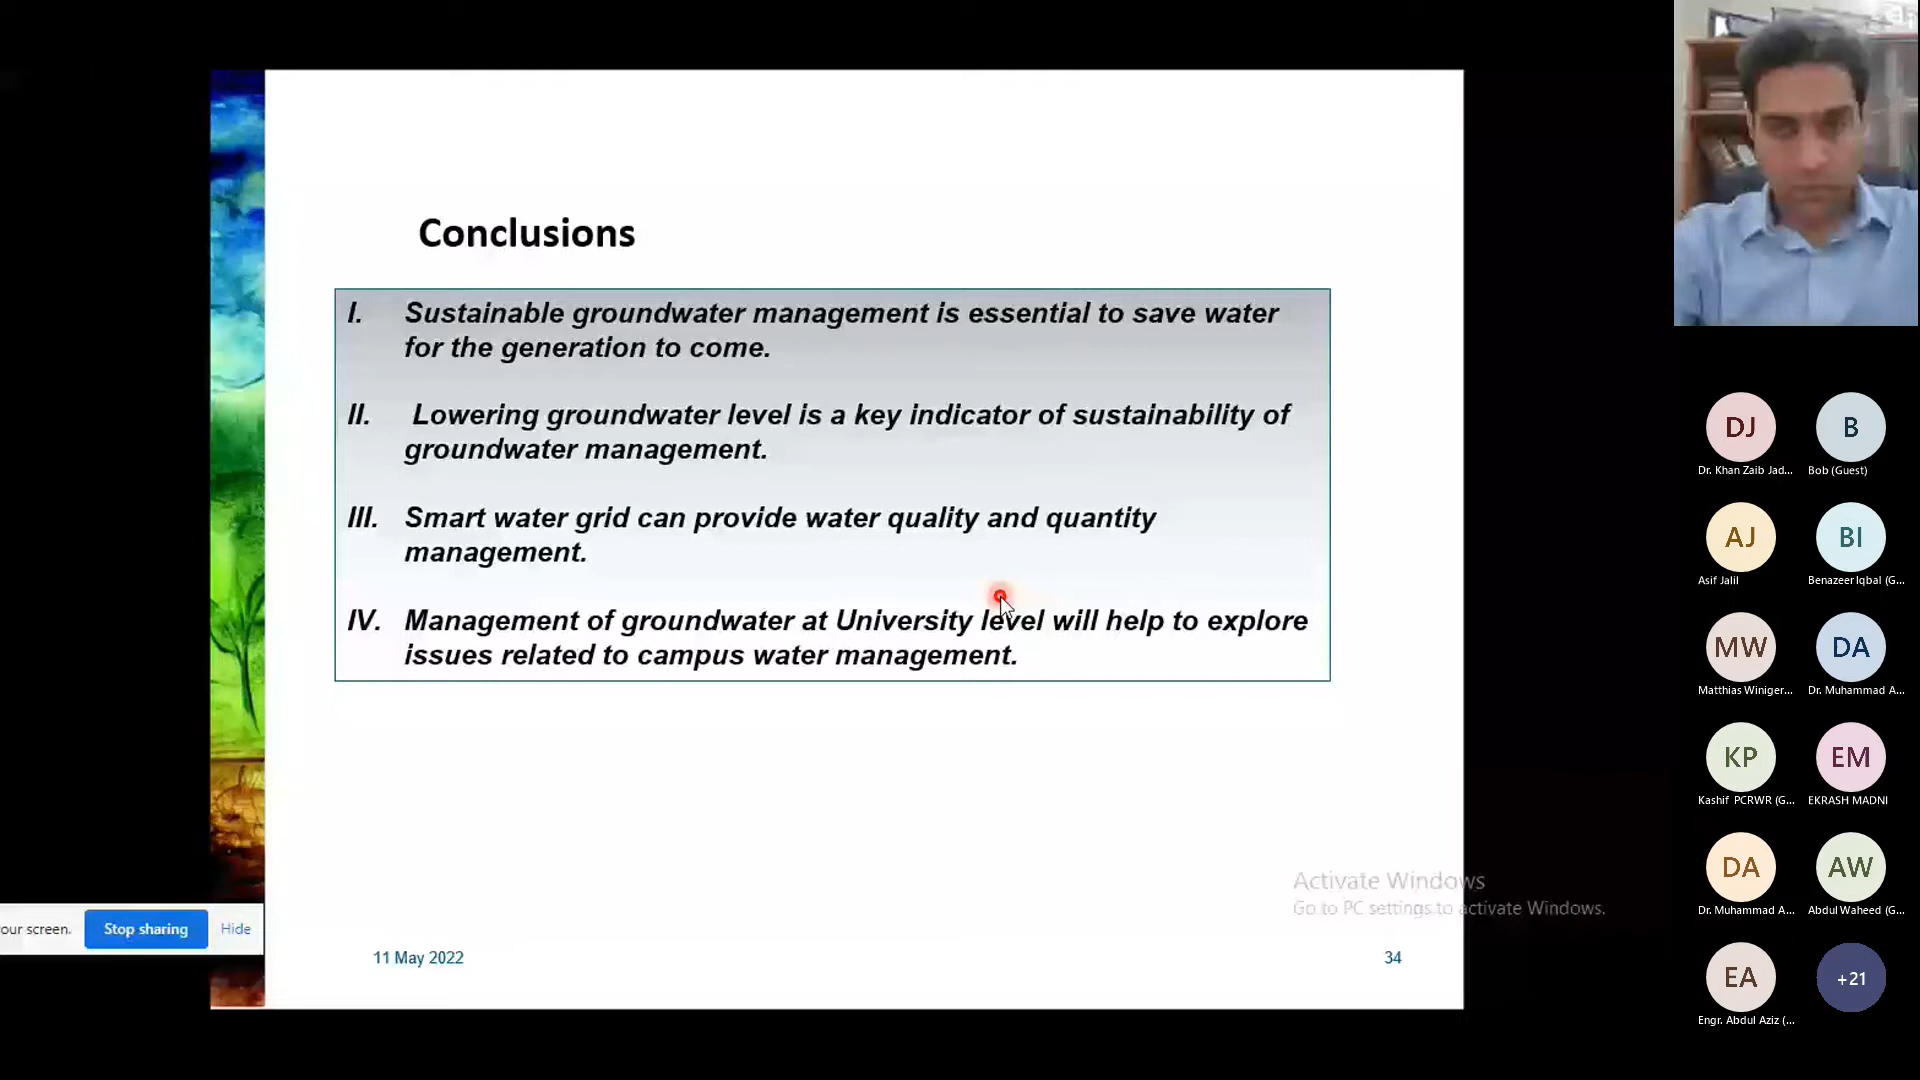 Conclusions
I. Sustainable groundwater management is essential to save water
for the generation to come.
II. Lowering groundwater level is a key indicator of sustainability of
groundwater management.
III. Smart water grid can provide water quality and quantity
management.
IV. Management of groundwater at University level will help to explore
issues related to campus water management.
Activate Windows
Go to PC settings to activate Windows.
our screen. Stop sharing Hide
11 May 2022 34
DJ B
Dr. Khan Zaib Jad... Bob (Guest)
AJ BI
Asif Jalil Benazeer Iqbal (G...
MW DA
Matthias Winiger... Dr. Muhammad A...
KP EM
Kashif PCRWR (G... EKRASH MADNI
DA AW
Dr. Muhammad A... Abdul Waheed (G...
EA +21
Engr. Abdul Aziz (...